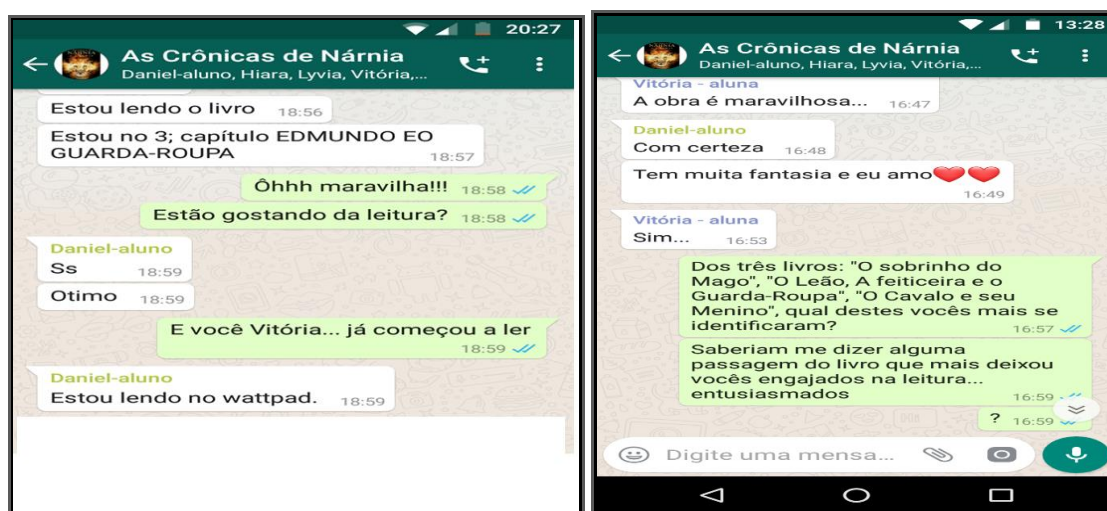 20:27
As Crônicas de Nárnia
Daniel-aluno, Hiara, Lyvia, Vitória,...
Estou lendo o livro 18:56
Estou no 3; capítulo EDMUNDO EO
GUARDA-ROUPA 18:57
Ôhhh maravilha!!! 18:58
Estão gostando da leitura? 18:58
Daniel-aluno
Ss 18:59
Otimo 18:59
E você Vitória... já começou a ler
18:59
Daniel-aluno
Estou lendo no wattpad. 18:59
13:28
As Crônicas de Nárnia
Daniel-aluno, Hiara, Lyvia, Vitória,...
Vitória - aluna
A obra é maravilhosa... 16:47
Daniel-aluno
Com certeza 16:48
Tem muita fantasia e eu amo❤❤
16:49
Vitória - aluna
Sim... 16:53
Dos três livros: "O sobrinho do
Mago", "O Leão, A feiticeira e o
Guarda-Roupa", "O Cavalo e seu
Menino", qual destes vocês mais se
identificaram? 16:57
Saberiam me dizer alguma
passagem do livro que mais deixou
vocês engajados na leitura...
entusiasmados 16:59
? 16:59
Digite uma mensa...